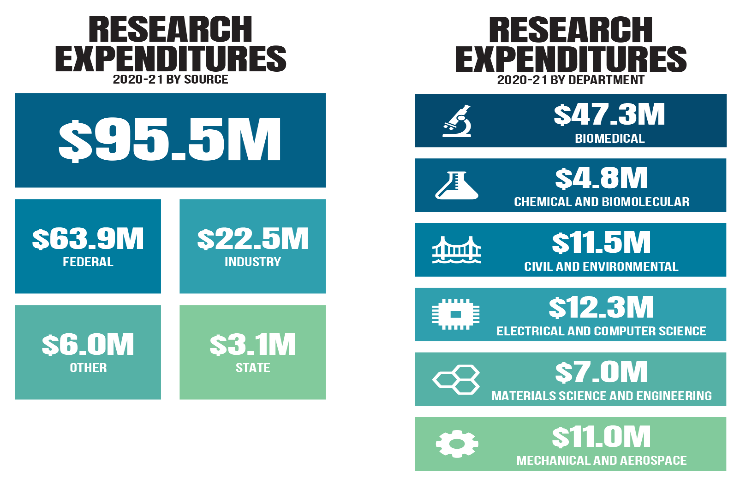 RESEARCH
EXPENDITURES
2020-21 BY SOURCE
$95.5M
$63.9M
FEDERAL
$22.5M
INDUSTRY
$6.0M
OTHER
$3.1M
STATE
RESEARCH
EXPENDITURES
2020-21 BY DEPARTMENT
$47.3M
BIOMEDICAL
$4.8M
CHEMICAL AND BIOMOLECULAR
$11.5M
CIVIL AND ENVIRONMENTAL
$12.3M
ELECTRICAL AND COMPUTER SCIENCE
$7.0M
MATERIALS SCIENCE AND ENGINEERING
$11.0M
MECHANICAL AND AEROSPACE